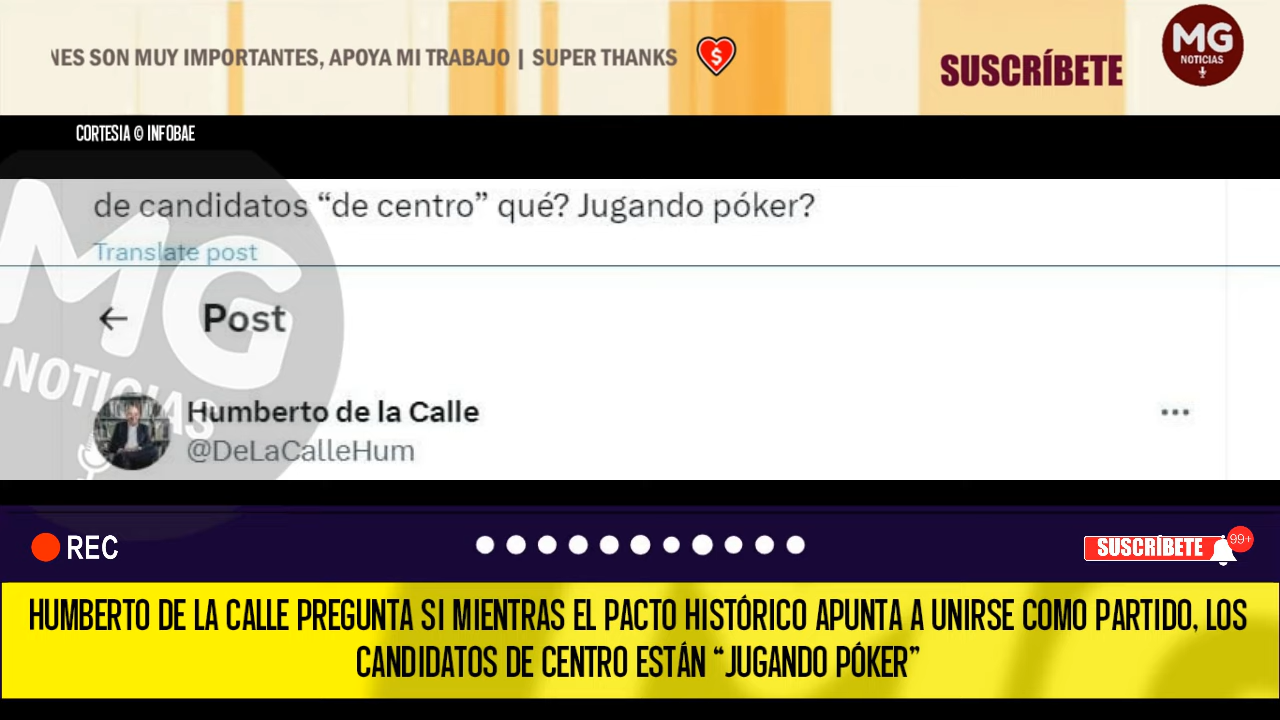 NES SON MUY IMPORTANTES, APOYA MI TRABAJO | SUPER THANKS
$
SUSCRÍBETE
MG
NOTICIAS
CORTESIA © INFOBAE
de candidatos “de centro” qué? Jugando póker?
Translate post
MG
NOTICIAS
← Post
Humberto de la Calle
@DeLaCalleHum
REC
SUSCRÍBETE
99+
HUMBERTO DE LA CALLE PREGUNTA SI MIENTRAS EL PACTO HISTÓRICO APUNTA A UNIRSE COMO PARTIDO, LOS
CANDIDATOS DE CENTRO ESTÁN “JUGANDO PÓKER”